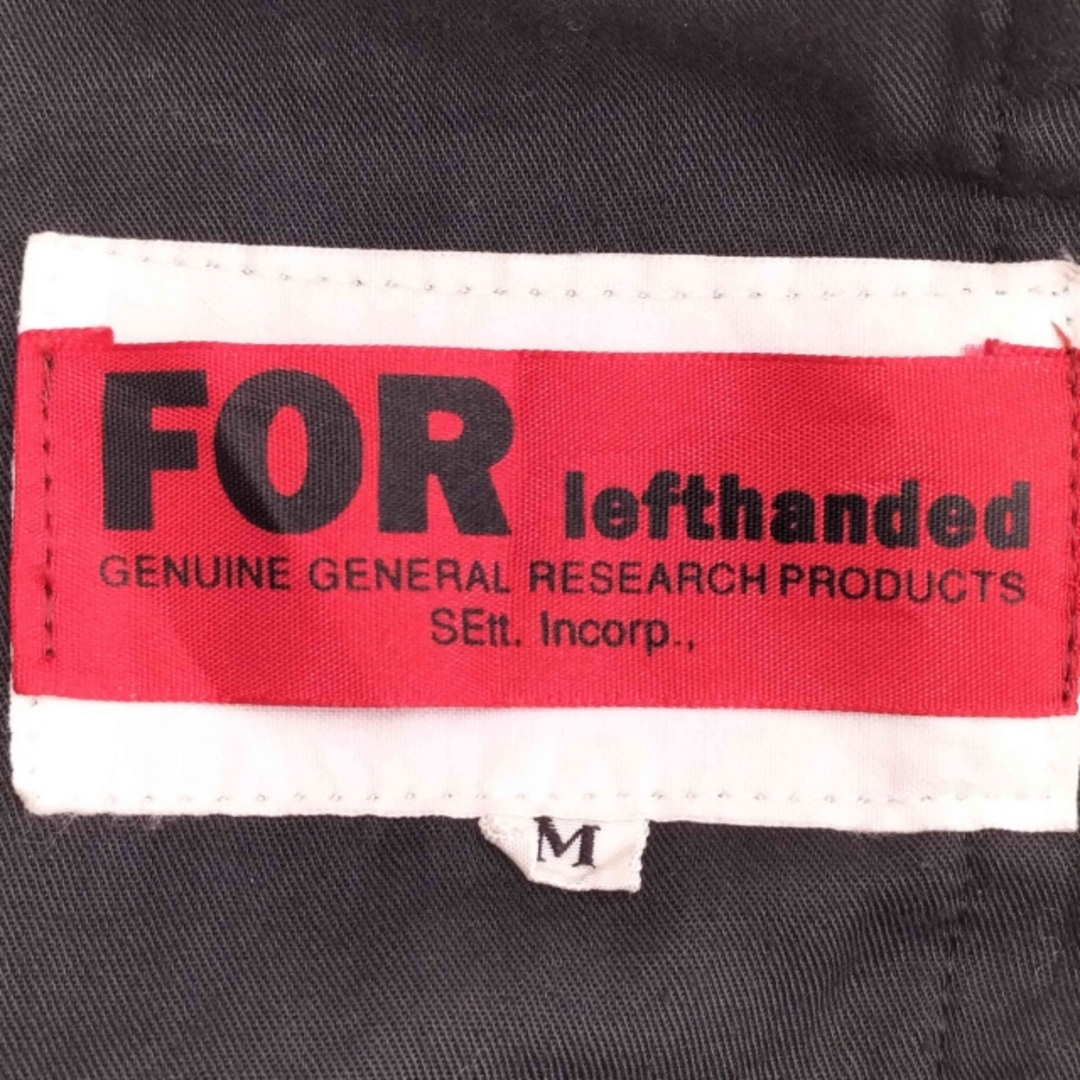 FOR lefthanded
GENUINE GENERAL RESEARCH PRODUCTS
SEtt. Incorp.,
M